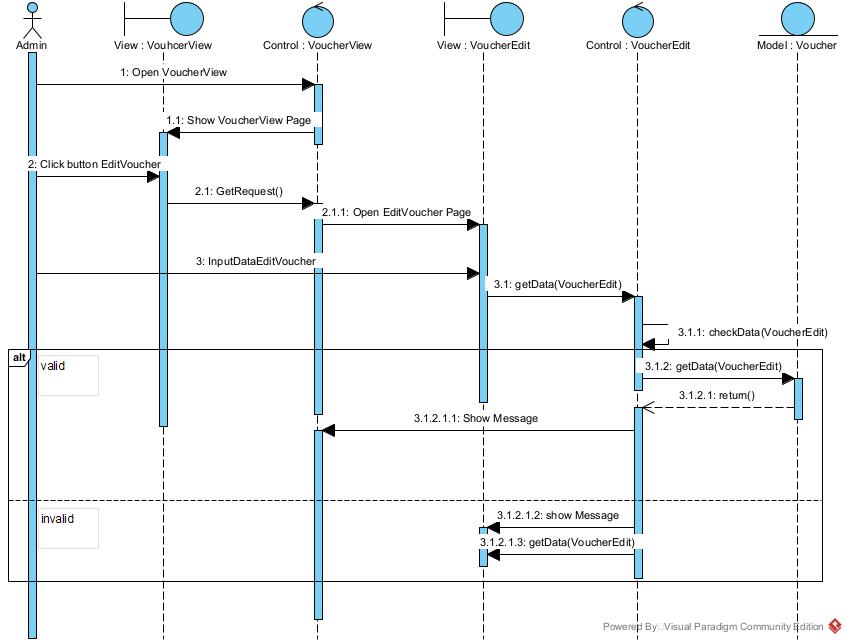 Admin
View : VouhcerView
Control : VoucherView
View : VoucherEdit
Control : VoucherEdit
Model : Voucher
1: Open VoucherView
1.1: Show VoucherView Page
2: Click button EditVoucher
2.1: GetRequest()
2.1.1: Open EditVoucher Page
3: InputDataEditVoucher
3.1: getData(VoucherEdit)
3.1.1: checkData(VoucherEdit)
alt
valid
3.1.2: getData(VoucherEdit)
3.1.2.1: return()
3.1.2.1.1: Show Message
invalid
3.1.2.1.2: show Message
3.1.2.1.3: getData(VoucherEdit)
Powered By Visual Paradigm Community Edition